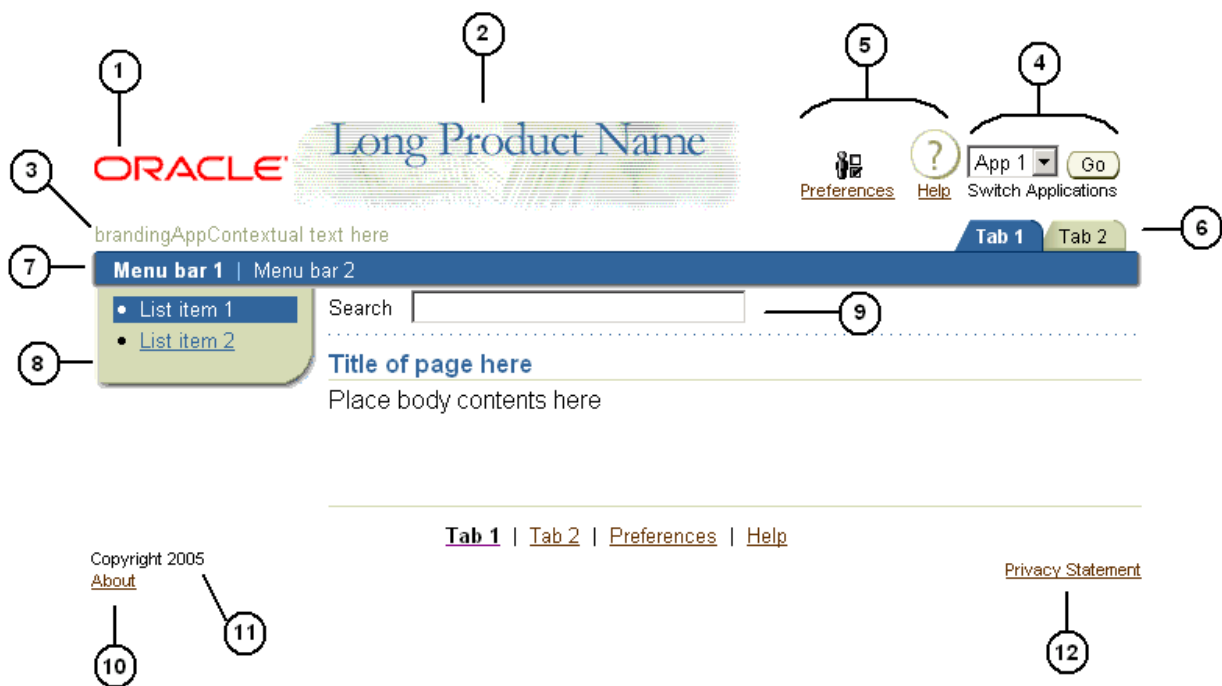 2
5
1
4
Long Product Name
ORACLE
?
App 1
Go
3
Preferences
Help
Switch Applications
brandingAppContextual text here
Tab 1
Tab 2
6
7
Menu bar 1 | Menu bar 2
List item 1
Search
9
List item 2
8
Title of page here
Place body contents here
Tab 1 | Tab 2 | Preferences | Help
Copyright 2005
About
Privacy Statement
11
10
12